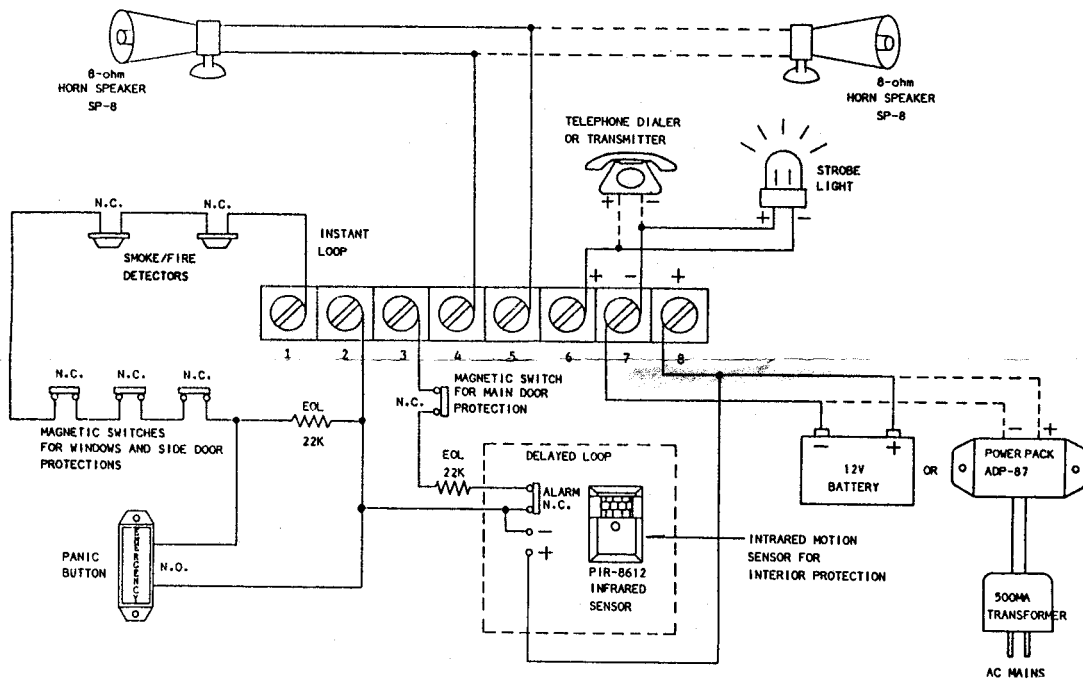 8-ohm
HORN SPEAKER
SP-8
8-ohm
HORN SPEAKER
SP-8
TELEPHONE DIALER
OR TRANSMITTER
STROBE
LIGHT
+ -
+ -
N.C. N.C.
SMOKE/FIRE
DETECTORS
INSTANT
LOOP
+ - +
1 2 3 4 5 6 7 8
N.C. N.C. N.C.
MAGNETIC SWITCHES
FOR WINDOWS AND SIDE DOOR
PROTECTIONS
EOL
22K
N.C.
MAGNETIC SWITCH
FOR MAIN DOOR
PROTECTION
EOL
22K
DELAYED LOOP
ALARM
N.C.
-
+
PIR-8612
INFRARED
SENSOR
INFRARED MOTION
SENSOR FOR
INTERIOR PROTECTION
PANIC
BUTTON
EMERGENCY
N.O.
- +
12V
BATTERY
OR
- +
POWER PACK
ADP-87
500MA
TRANSFORMER
AC MAINS